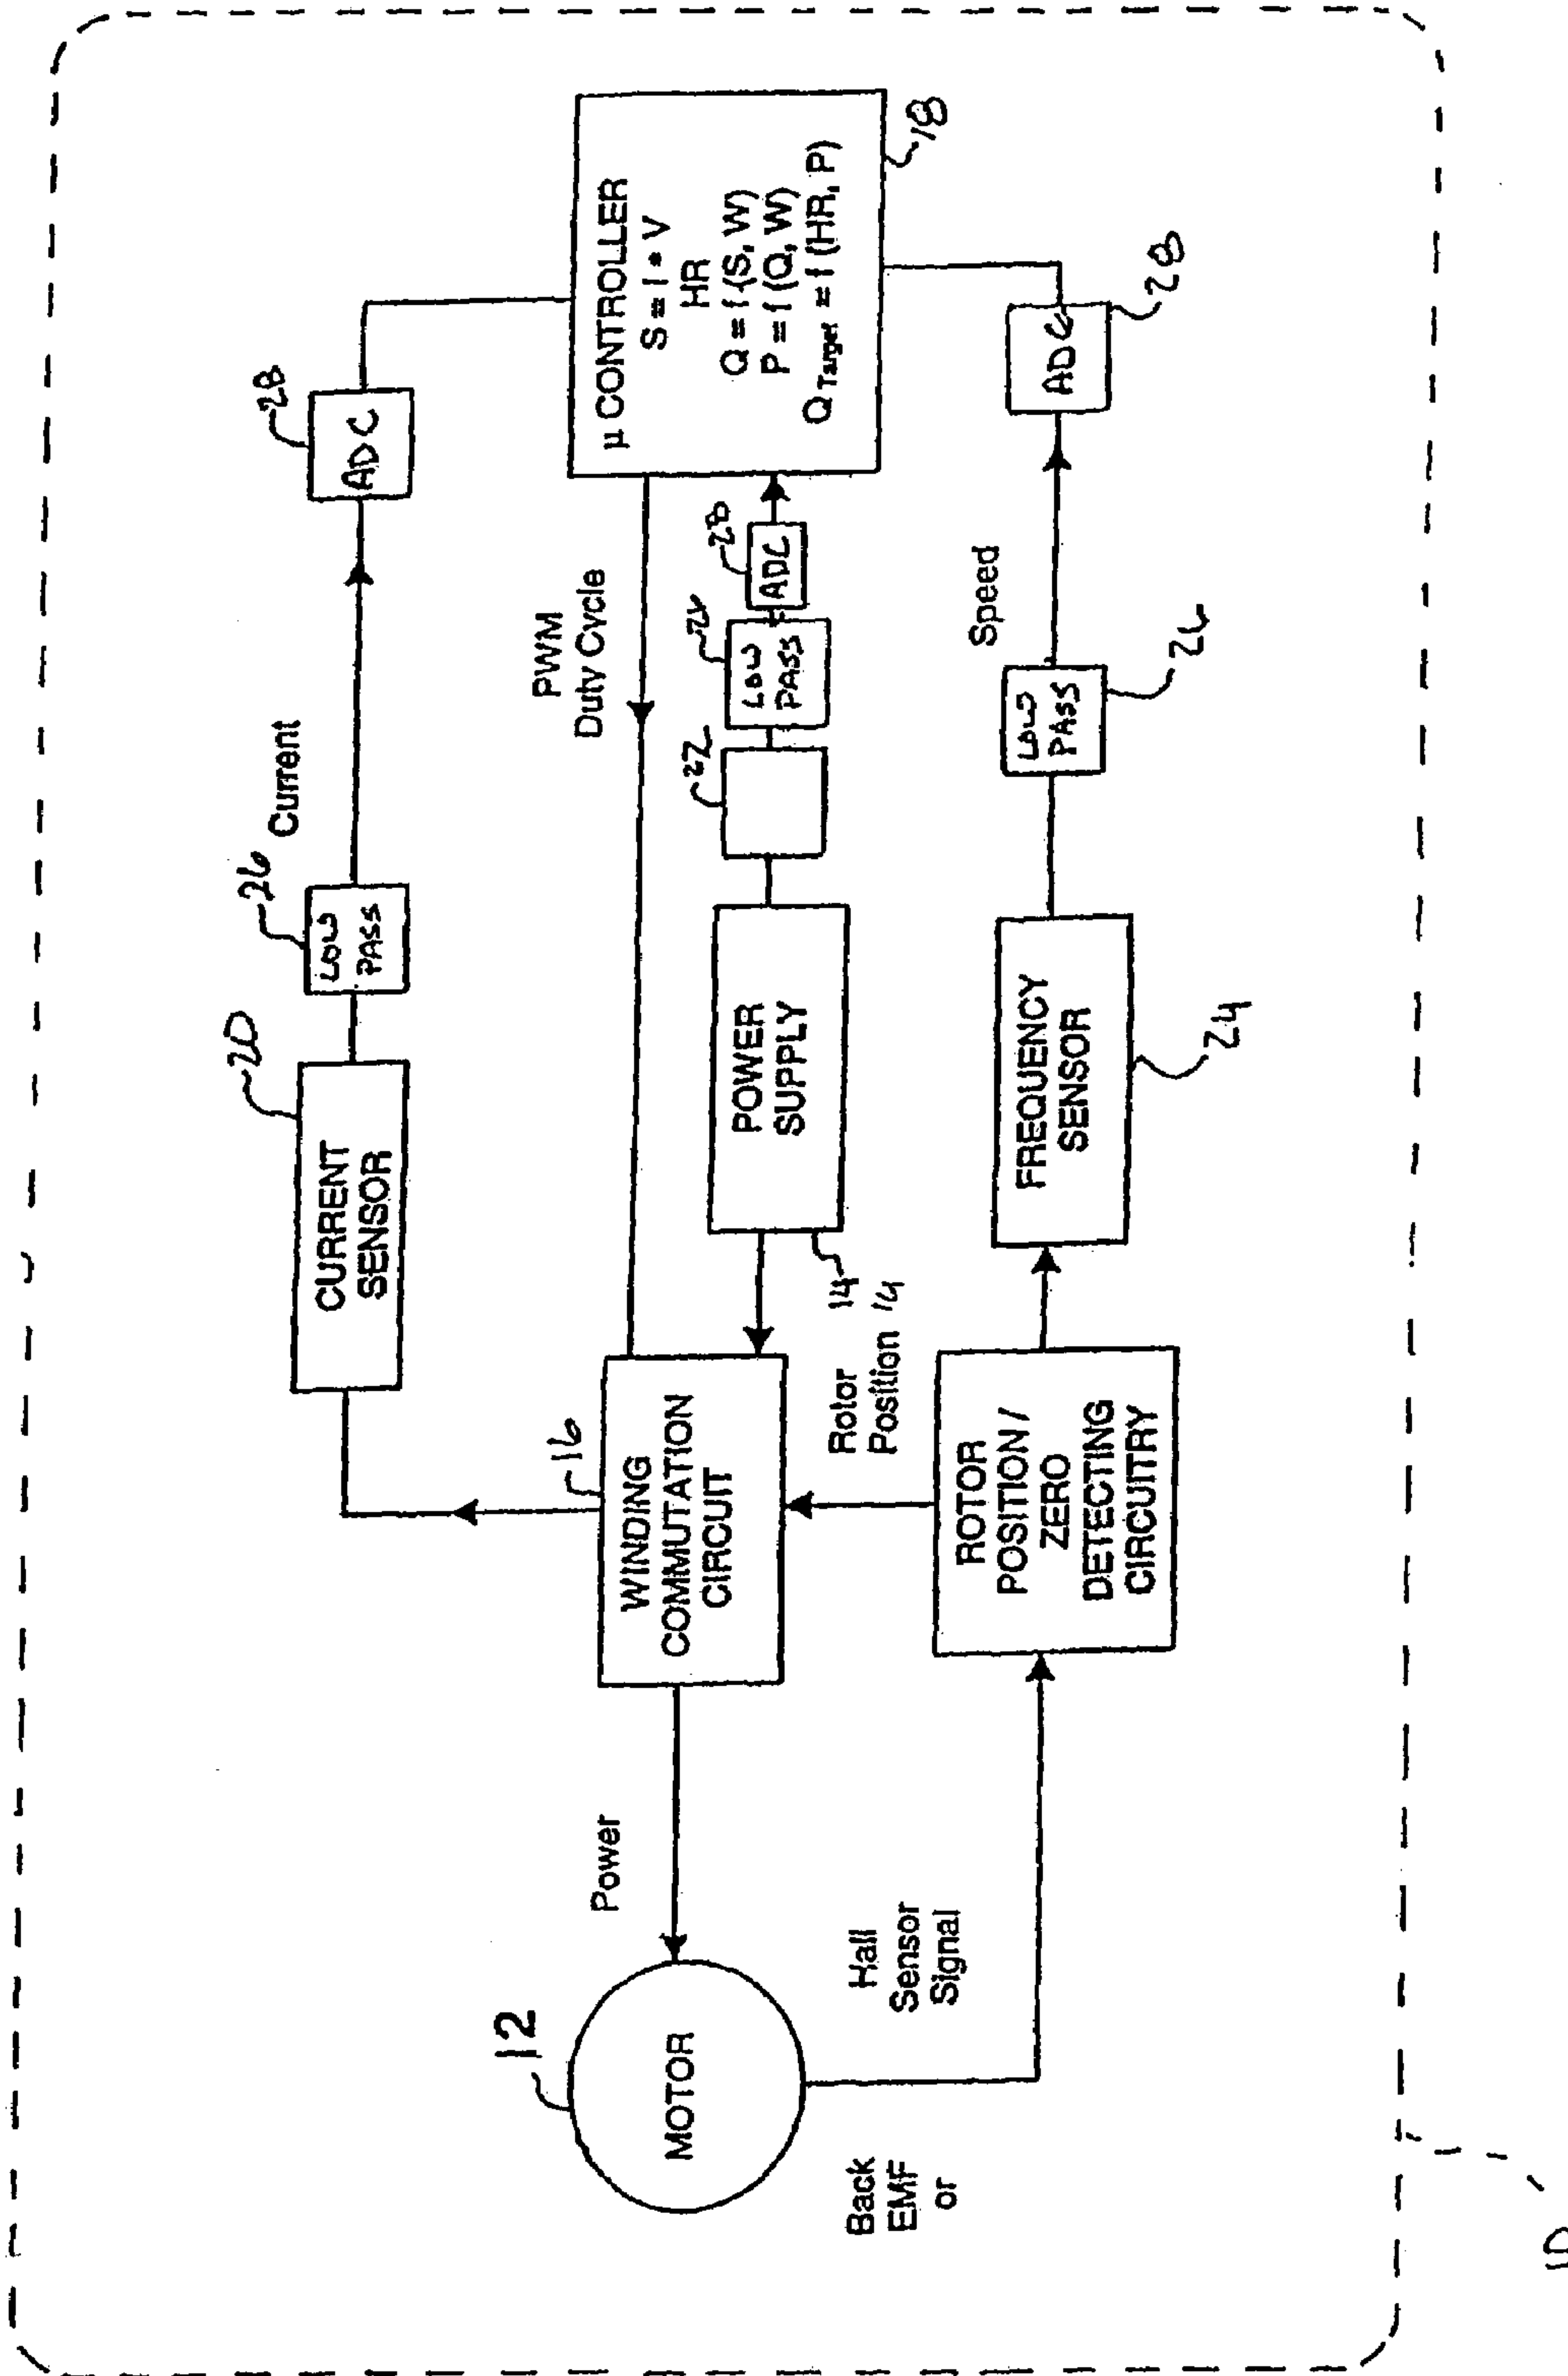 20
26
Current
28
CURRENT
SENSOR
LOW
PASS
ADC
12
Power
16
PWM
Duty Cycle
MOTOR
WINDING
COMMUTATION
CIRCUIT
μ CONTROLLER
S = I * V
HR
Q = f (S, W)
P = f (Q, W)
Q Target = f (HR, P)
18
POWER
SUPPLY
14
22
26
LOW
PASS
28
ADC
Back
EMF
or
Hall
Sensor
Signal
Rotor
Position 14
Speed
ROTOR
POSITION /
ZERO
DETECTING
CIRCUITRY
FREQUENCY
SENSOR
24
LOW
PASS
26
ADC
28
10